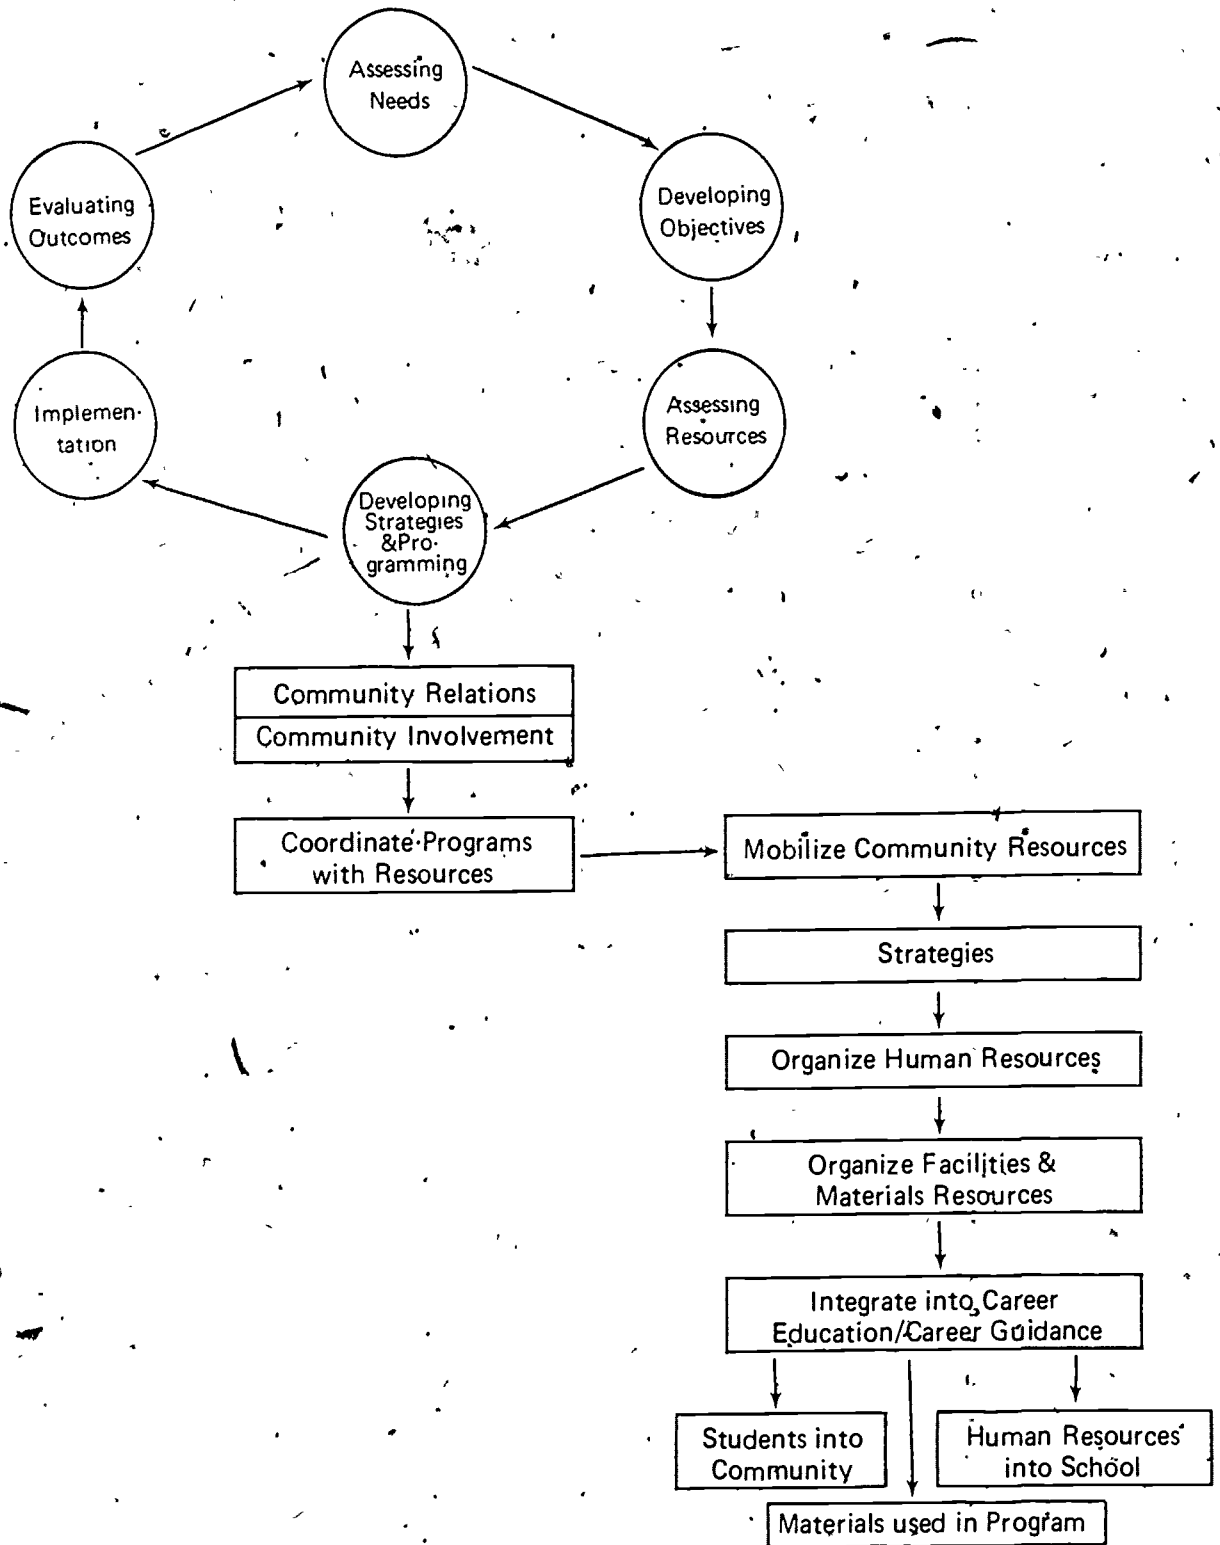 Assessing
Needs
Developing
Objectives
Evaluating
Outcomes
Assessing
Resources
Implemen-
tation
Developing
Strategies
&Pro-
gramming
Community Relations
Community Involvement
Coordinate Programs
with Resources
Mobilize Community Resources
Strategies
Organize Human Resources
Organize Facilities &
Materials Resources
Integrate into Career
Education/Career Guidance
Students into
Community
Human Resources
into School
Materials used in Program